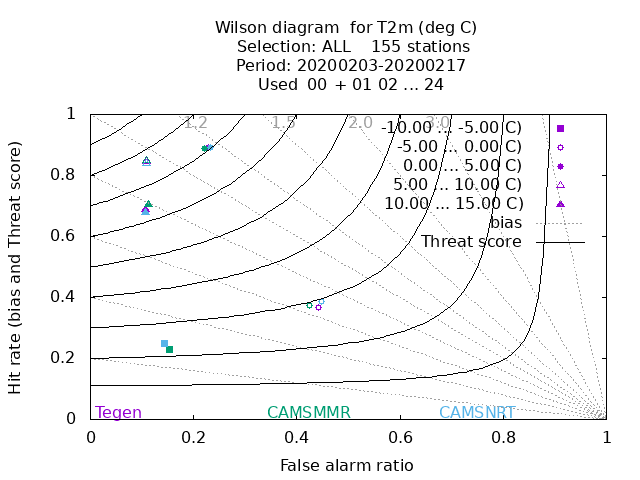 Wilson diagram  for T2m (deg C)
Selection: ALL    155 stations
Period: 20200203-20200217
Used  00 + 01 02 ... 24
Hit rate (bias and Threat score)
1
0.8
0.6
0.4
0.2
0
1.2 1.5 2.0 3.0
-10.00 ... -5.00 C)
-5.00 ... 0.00 C)
0.00 ... 5.00 C)
5.00 ... 10.00 C)
10.00 ... 15.00 C)
bias
Threat score
Tegen CAMSMMR CAMSNRT
0 0.2 0.4 0.6 0.8 1
False alarm ratio